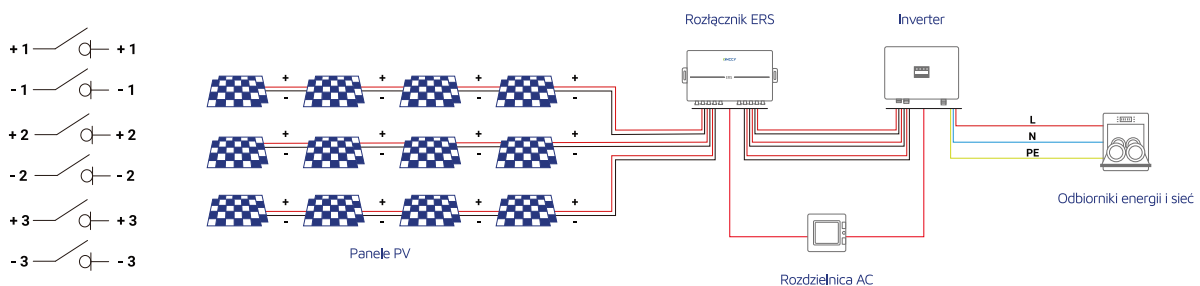 Rozłącznik ERS
Inverter
+ 1 + 1
- 1 - 1
+ 2 + 2
- 2 - 2
+ 3 + 3
- 3 - 3
+ + + +
- - - -
+ + + +
- - - -
+ + + +
- - - -
Panele PV
ERS
L
N
PE
Odbiorniki energii i sieć
Rozdzielnica AC